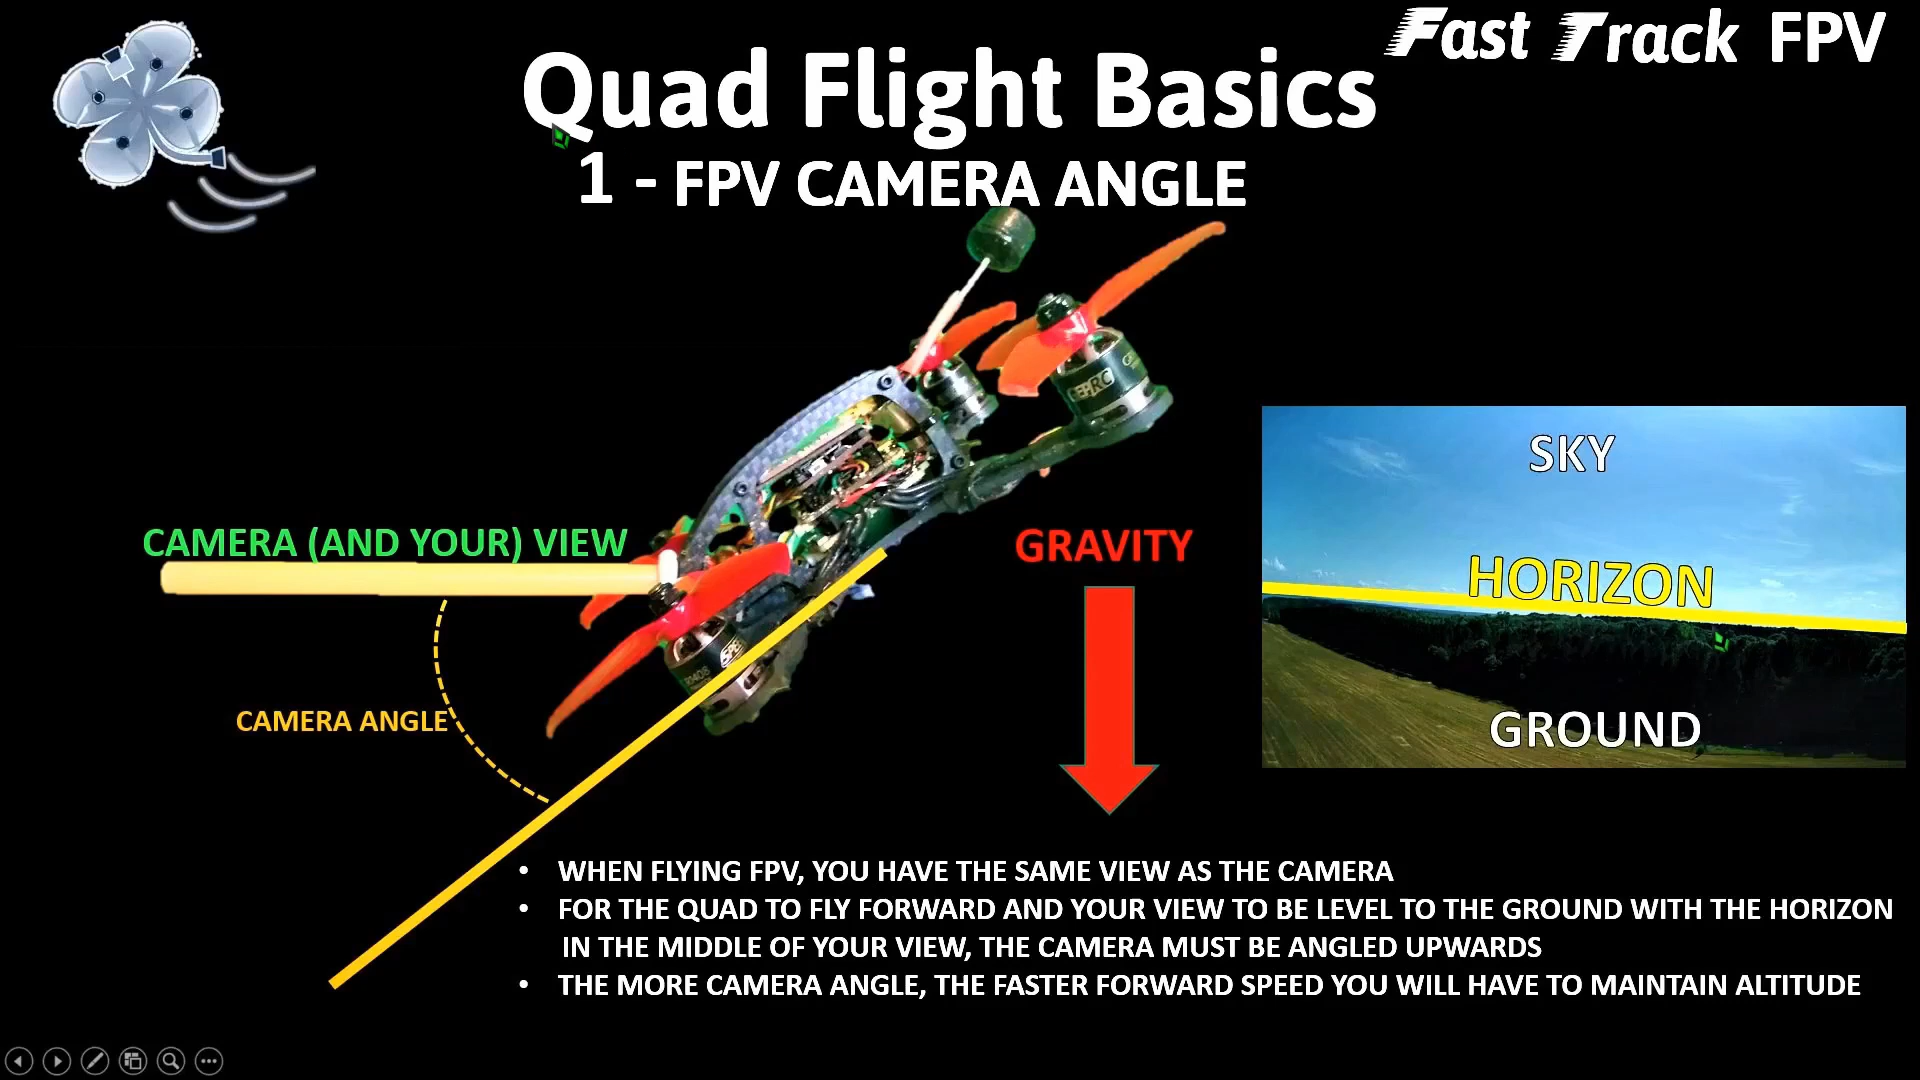 Fast Track FPV
Quad Flight Basics
1 - FPV CAMERA ANGLE
SKY
CAMERA (AND YOUR) VIEW
GRAVITY
HORIZON
CAMERA ANGLE
GROUND
• WHEN FLYING FPV, YOU HAVE THE SAME VIEW AS THE CAMERA
• FOR THE QUAD TO FLY FORWARD AND YOUR VIEW TO BE LEVEL TO THE GROUND WITH THE HORIZON
IN THE MIDDLE OF YOUR VIEW, THE CAMERA MUST BE ANGLED UPWARDS
• THE MORE CAMERA ANGLE, THE FASTER FORWARD SPEED YOU WILL HAVE TO MAINTAIN ALTITUDE